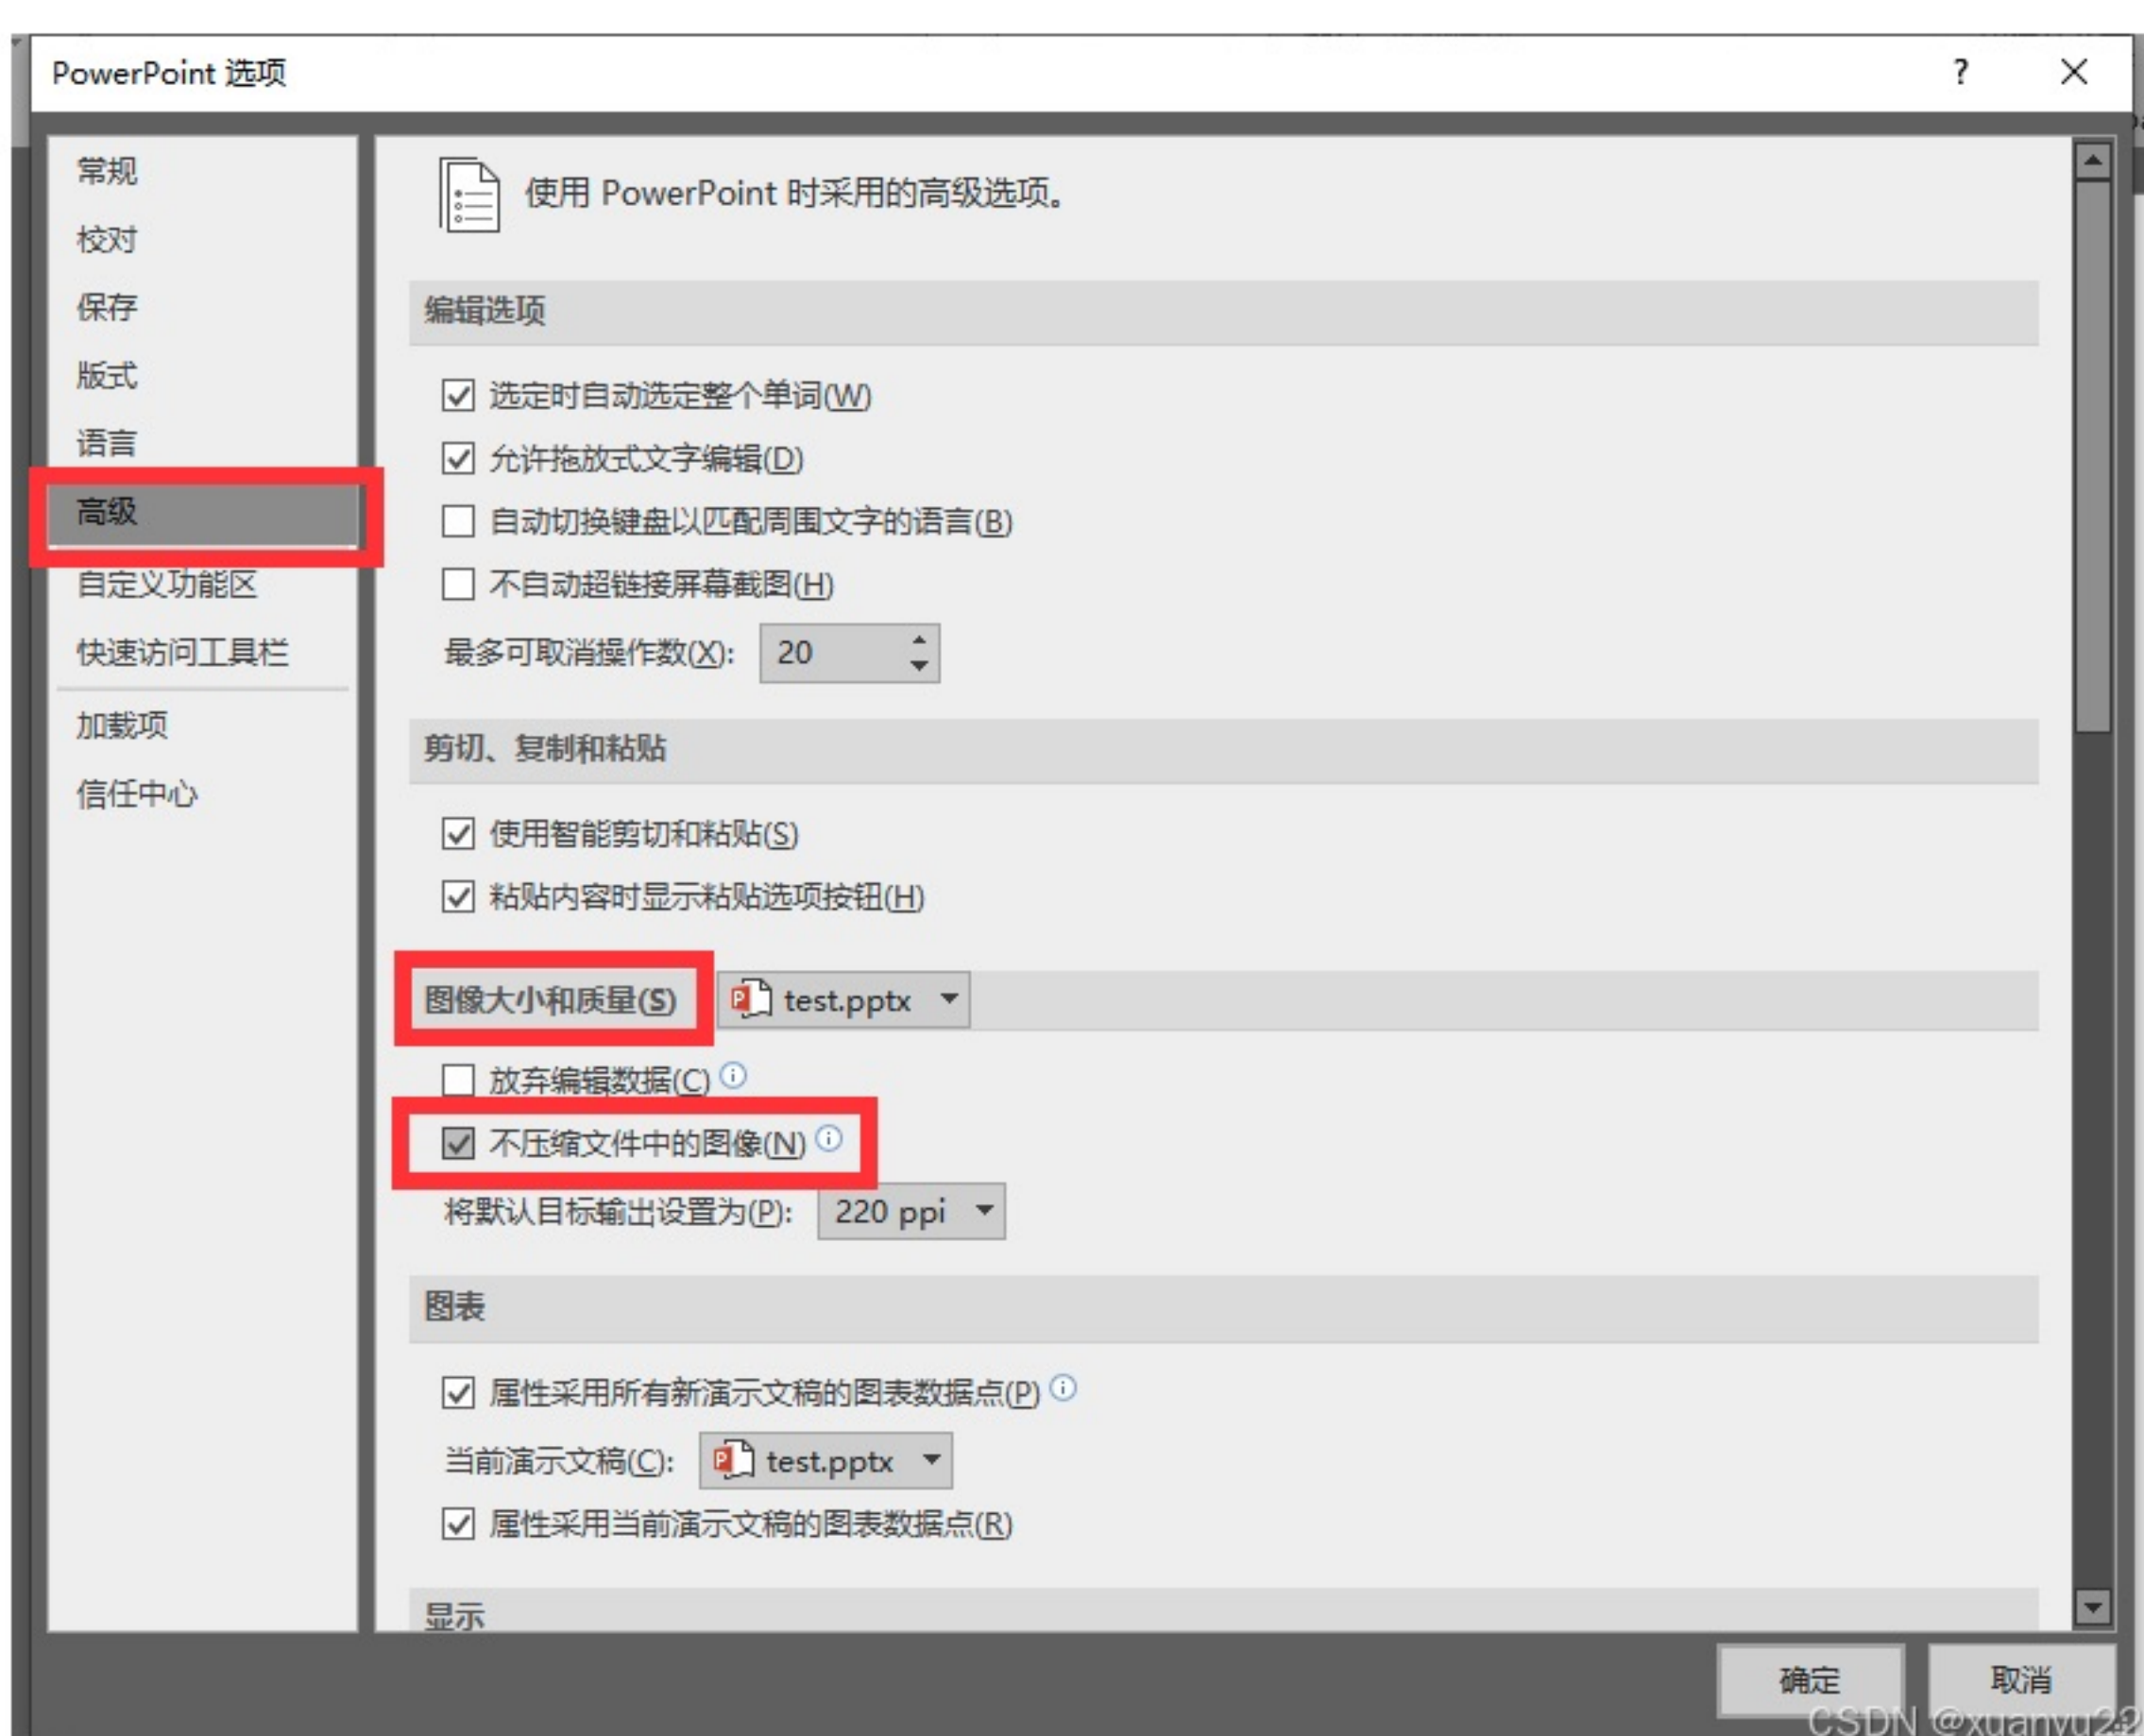 PowerPoint 选项
?
常规
校对
保存
版式
语言
高级
自定义功能区
快速访问工具栏
加载项
信任中心
使用 PowerPoint 时采用的高级选项。
编辑选项
选定时自动选定整个单词(W)
允许拖放式文字编辑(D)
自动切换键盘以匹配周围文字的语言(B)
不自动超链接屏幕截图(H)
最多可取消操作数(X): 20
剪切、复制和粘贴
使用智能剪切和粘贴(S)
粘贴内容时显示粘贴选项按钮(H)
图像大小和质量(S) test.pptx
放弃编辑数据(C)
不压缩文件中的图像(N)
将默认目标输出设置为(P): 220 ppi
图表
属性采用所有新演示文稿的图表数据点(P)
当前演示文稿(C): test.pptx
属性采用当前演示文稿的图表数据点(R)
显示
确定 取消
CSDN @xuanyu22